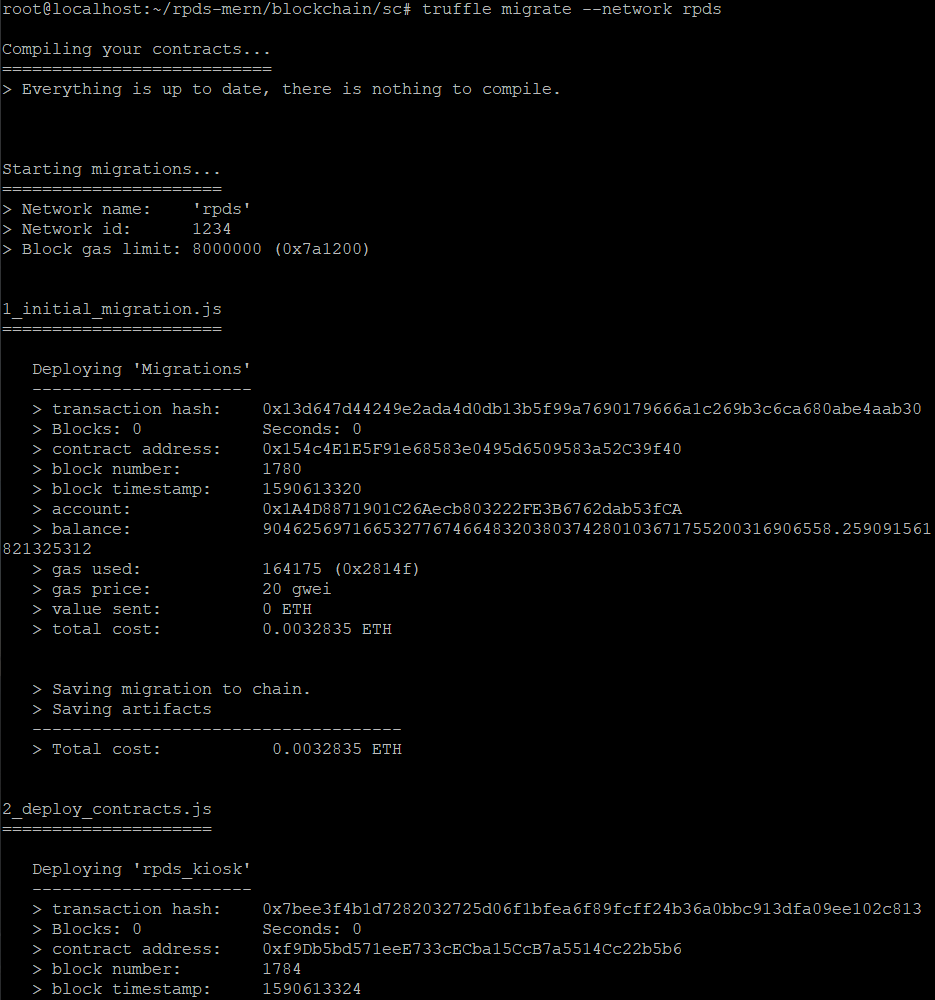 root@localhost:~/rpds-mern/blockchain/sc# truffle migrate --network rpds
Compiling your contracts...
===========================
> Everything is up to date, there is nothing to compile.
Starting migrations...
======================
> Network name:    'rpds'
> Network id:      1234
> Block gas limit: 8000000 (0x7a1200)
1_initial_migration.js
======================
   Deploying 'Migrations'
   ----------------------
   > transaction hash:    0x13d647d44249e2ada4d0db13b5f99a7690179666a1c269b3c6ca680abe4aab30
   > Blocks: 0            Seconds: 0
   > contract address:    0x154c4E1E5F91e68583e0495d6509583a52C39f40
   > block number:        1780
   > block timestamp:     1590613320
   > account:             0x1A4D8871901C26Aecb803222FE3B6762dab53fCA
   > balance:             904625697166532776746648320380374280103671755200316906558.259091561
821325312
   > gas used:            164175 (0x2814f)
   > gas price:           20 gwei
   > value sent:          0 ETH
   > total cost:          0.0032835 ETH
   > Saving migration to chain.
   > Saving artifacts
   -------------------------------------
   > Total cost:           0.0032835 ETH
2_deploy_contracts.js
=====================
   Deploying 'rpds_kiosk'
   ----------------------
   > transaction hash:    0x7bee3f4b1d7282032725d06f1bfea6f89fcff24b36a0bbc913dfa09ee102c813
   > Blocks: 0            Seconds: 0
   > contract address:    0xf9Db5bd571eeE733cECba15CcB7a5514Cc22b5b6
   > block number:        1784
   > block timestamp:     1590613324